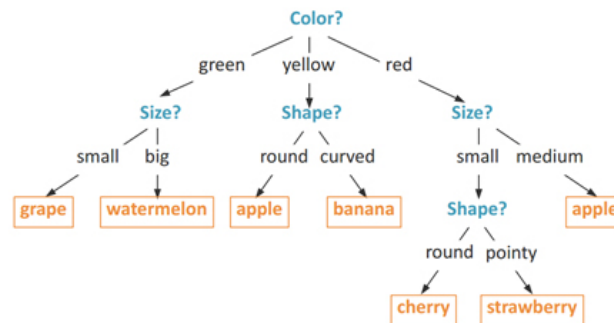 Color?
green yellow red
Size? Shape? Size?
small big round curved small medium
grape watermelon apple banana Shape? apple
round pointy
cherry strawberry